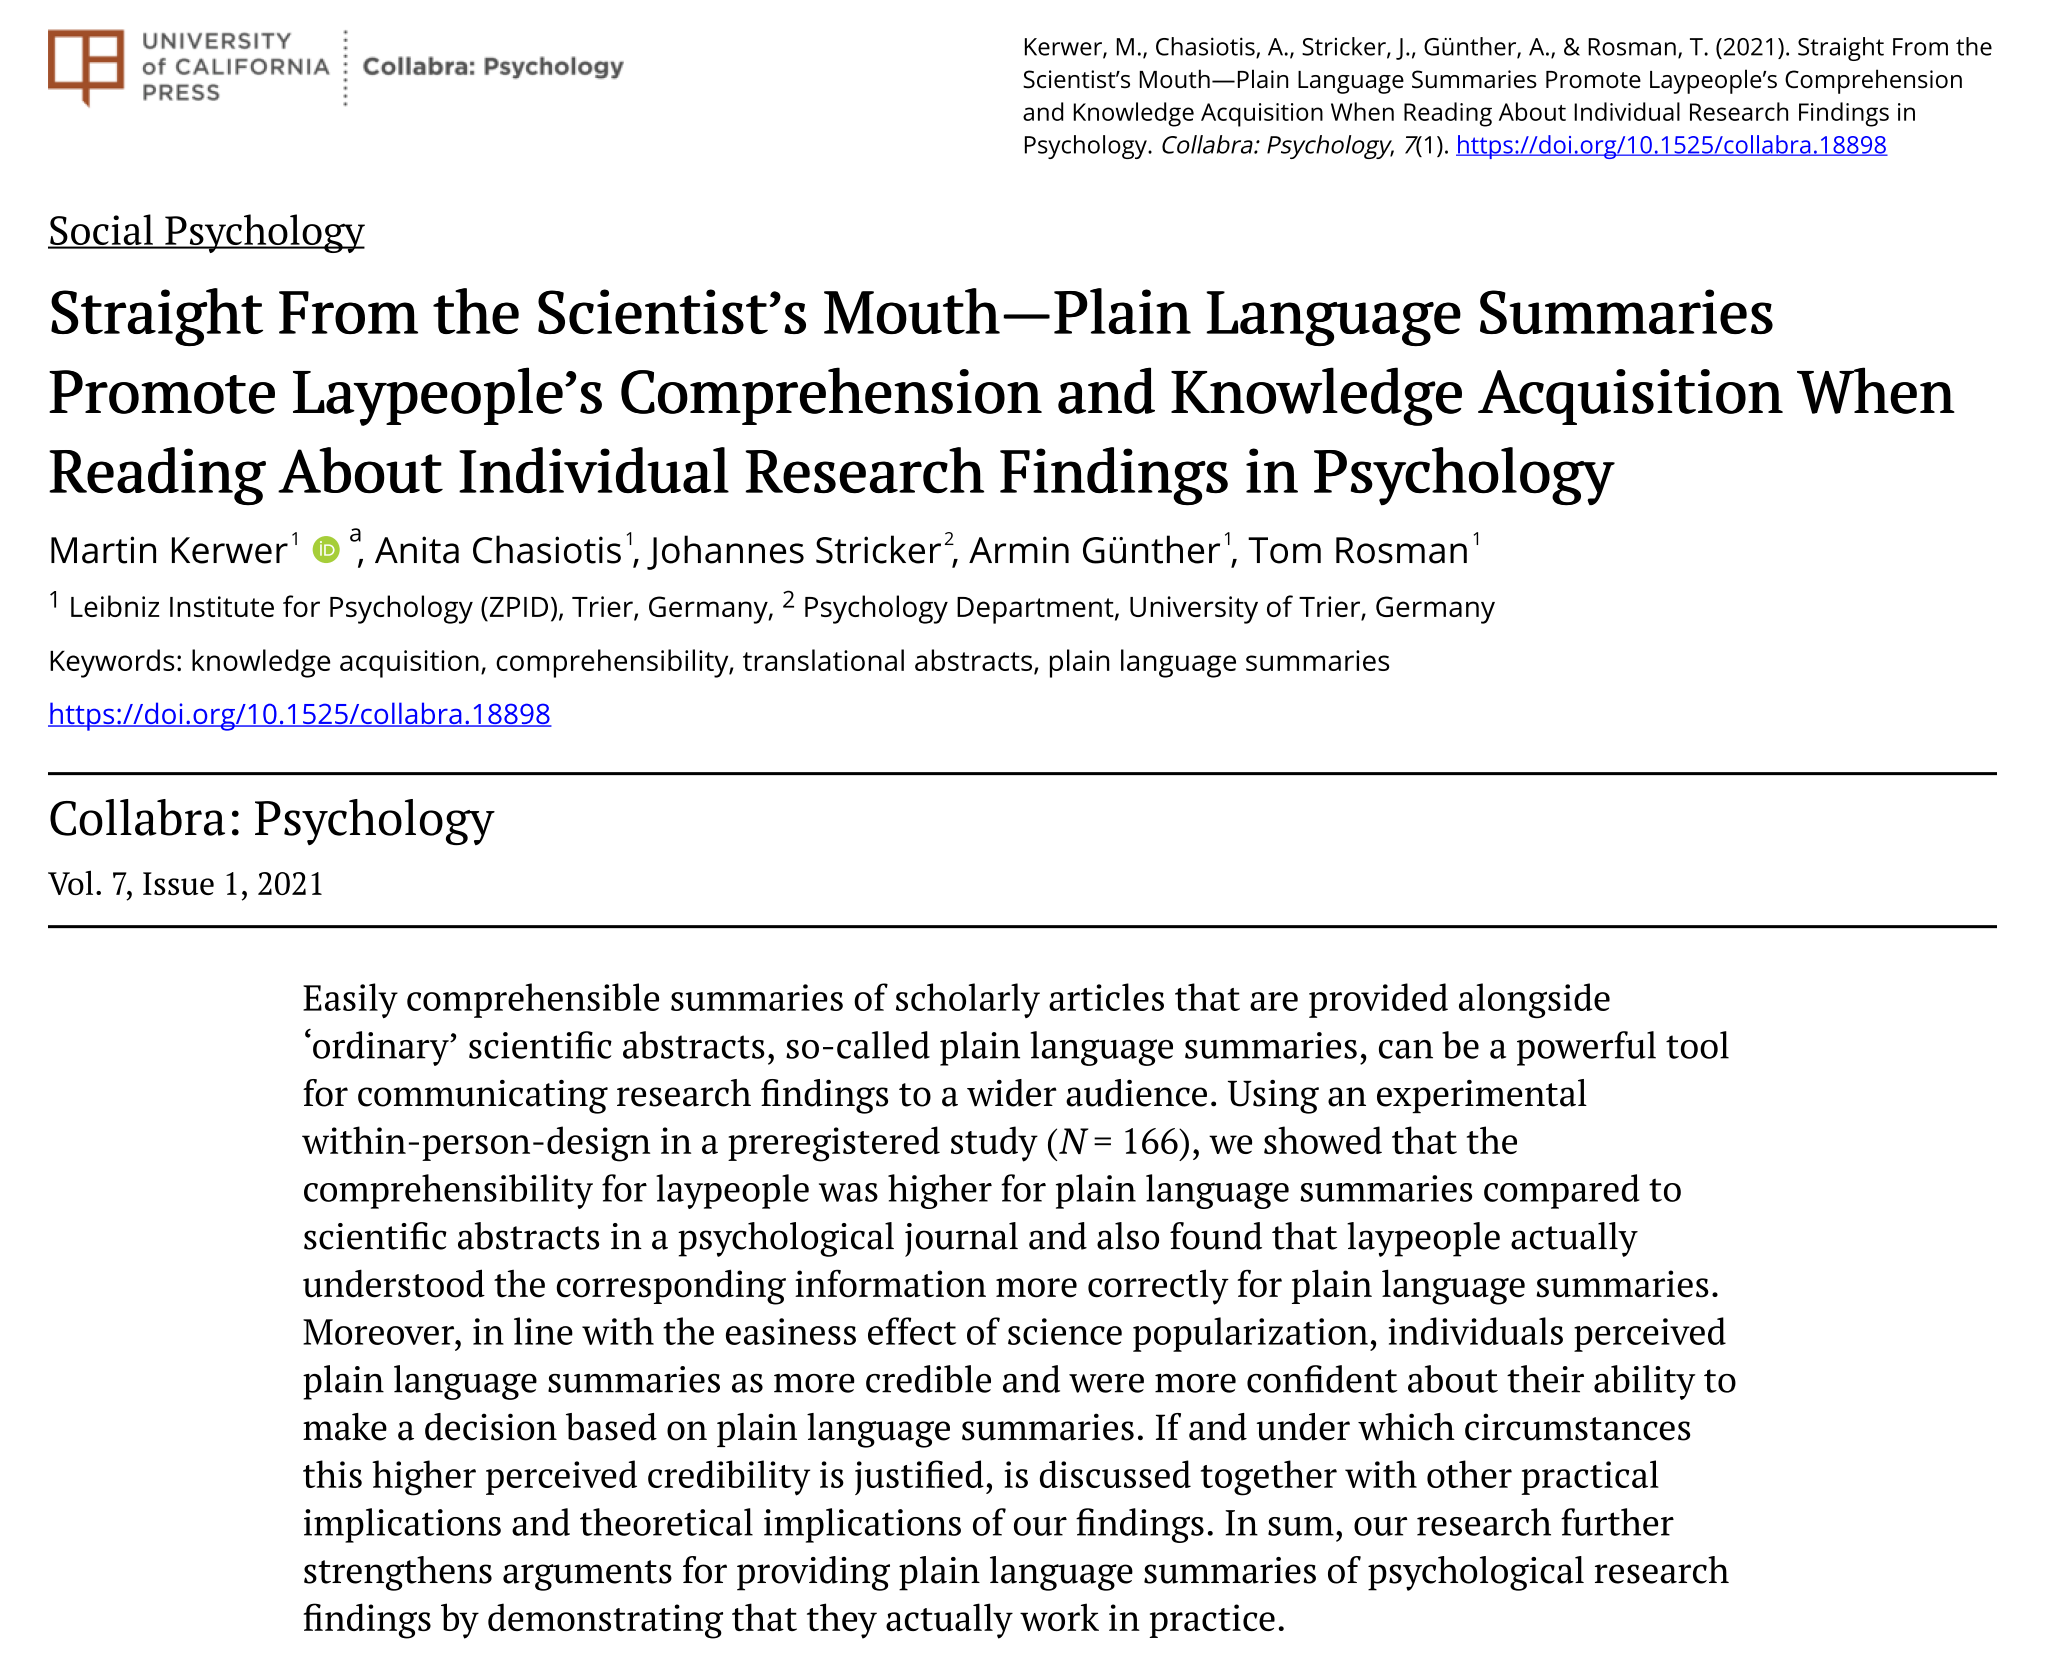 UNIVERSITY
of CALIFORNIA
PRESS
Collabra: Psychology
Kerwer, M., Chasiotis, A., Stricker, J., Günther, A., & Rosman, T. (2021). Straight From the
Scientist’s Mouth—Plain Language Summaries Promote Laypeople’s Comprehension
and Knowledge Acquisition When Reading About Individual Research Findings in
Psychology. Collabra: Psychology, 7(1). https://doi.org/10.1525/collabra.18898
Social Psychology
Straight From the Scientist’s Mouth—Plain Language Summaries
Promote Laypeople’s Comprehension and Knowledge Acquisition When
Reading About Individual Research Findings in Psychology
Martin Kerwer¹ iD ᵃ, Anita Chasiotis¹, Johannes Stricker², Armin Günther¹, Tom Rosman¹
¹ Leibniz Institute for Psychology (ZPID), Trier, Germany, ² Psychology Department, University of Trier, Germany
Keywords: knowledge acquisition, comprehensibility, translational abstracts, plain language summaries
https://doi.org/10.1525/collabra.18898
Collabra: Psychology
Vol. 7, Issue 1, 2021
Easily comprehensible summaries of scholarly articles that are provided alongside
‘ordinary’ scientific abstracts, so-called plain language summaries, can be a powerful tool
for communicating research findings to a wider audience. Using an experimental
within-person-design in a preregistered study (N = 166), we showed that the
comprehensibility for laypeople was higher for plain language summaries compared to
scientific abstracts in a psychological journal and also found that laypeople actually
understood the corresponding information more correctly for plain language summaries.
Moreover, in line with the easiness effect of science popularization, individuals perceived
plain language summaries as more credible and were more confident about their ability to
make a decision based on plain language summaries. If and under which circumstances
this higher perceived credibility is justified, is discussed together with other practical
implications and theoretical implications of our findings. In sum, our research further
strengthens arguments for providing plain language summaries of psychological research
findings by demonstrating that they actually work in practice.